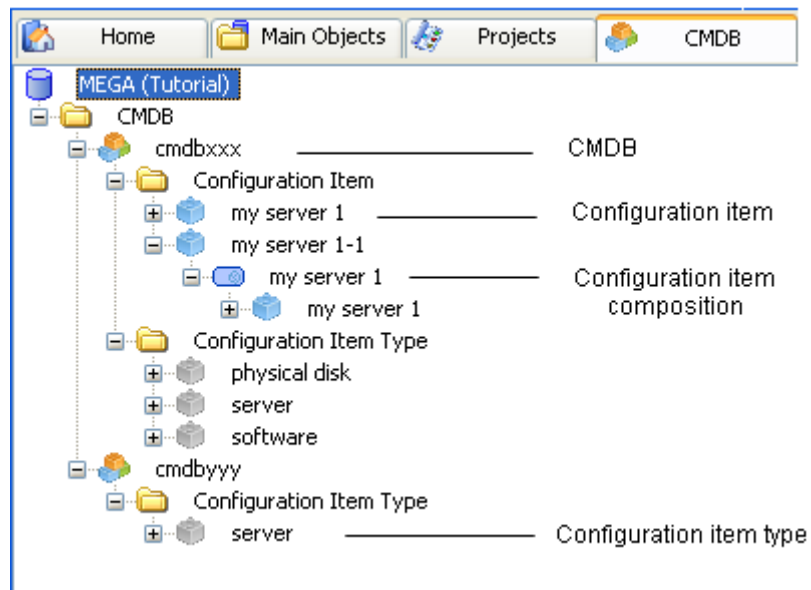 Home Main Objects Projects CMDB
MEGA (Tutorial)
CMDB
cmdbxxx CMDB
Configuration Item
my server 1 Configuration item
my server 1-1
my server 1 Configuration item
composition
my server 1
Configuration Item Type
physical disk
server
software
cmdbyyy
Configuration Item Type
server Configuration item type